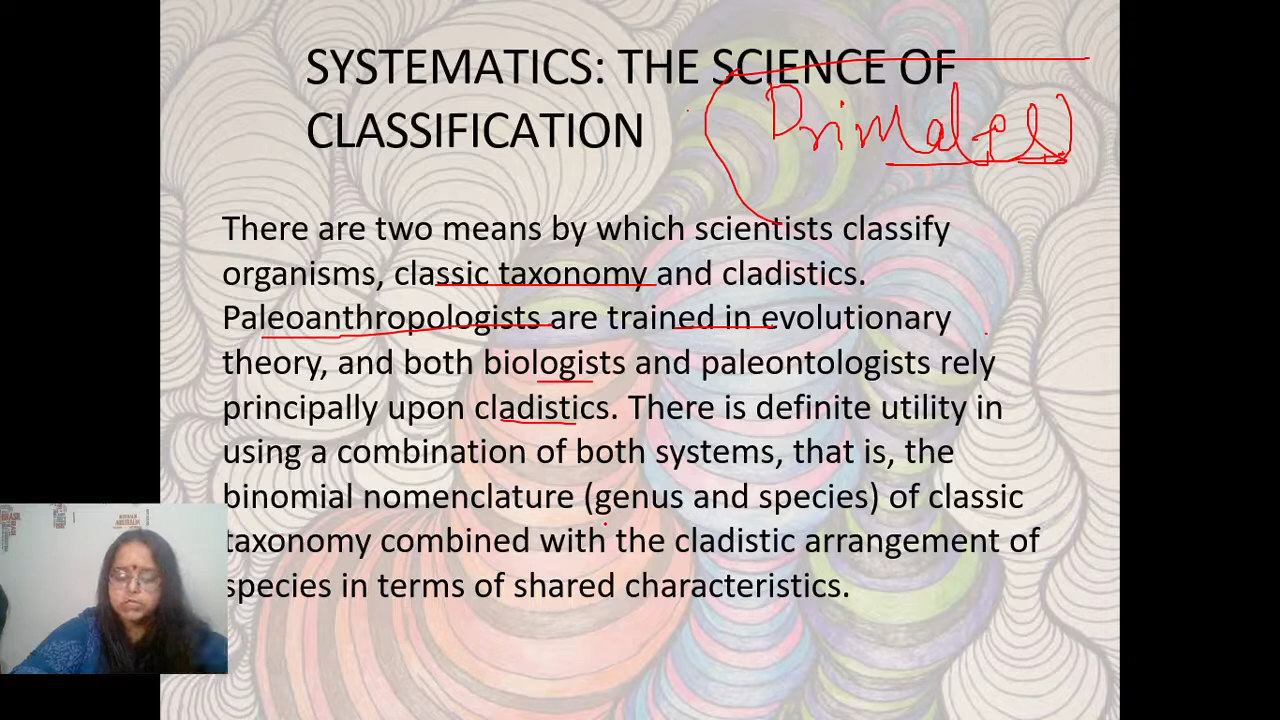 SYSTEMATICS: THE SCIENCE OF
CLASSIFICATION
Primates
There are two means by which scientists classify
organisms, classic taxonomy and cladistics.
Paleoanthropologists are trained in evolutionary
theory, and both biologists and paleontologists rely
principally upon cladistics. There is definite utility in
using a combination of both systems, that is, the
binomial nomenclature (genus and species) of classic
taxonomy combined with the cladistic arrangement of
species in terms of shared characteristics.